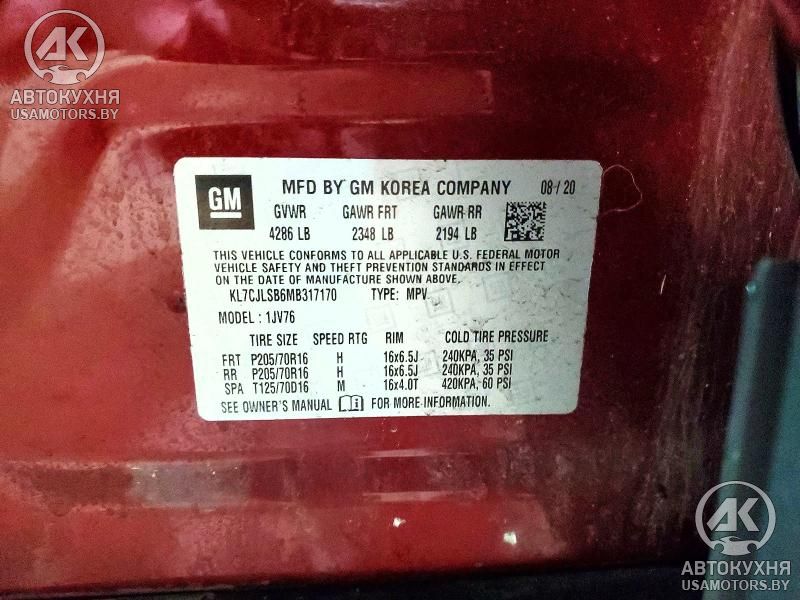 AK
АВТОКУХНЯ
USAMOTORS.BY
GM MFD BY GM KOREA COMPANY 08/20
GVWR GAWR FRT GAWR RR
4286 LB 2348 LB 2194 LB
THIS VEHICLE CONFORMS TO ALL APPLICABLE U.S. FEDERAL MOTOR
VEHICLE SAFETY AND THEFT PREVENTION STANDARDS IN EFFECT
ON THE DATE OF MANUFACTURE SHOWN ABOVE.
KL7CJLSB6MB317170 TYPE: MPV
MODEL : 1JV76
TIRE SIZE SPEED RTG RIM COLD TIRE PRESSURE
FRT P205/70R16 H 16x6.5J 240KPA, 35 PSI
RR P205/70R16 H 16x6.5J 240KPA, 35 PSI
SPA T125/70D16 M 16x4.0T 420KPA, 60 PSI
SEE OWNER'S MANUAL FOR MORE INFORMATION
AK
АВТОКУХНЯ
USAMOTORS.BY